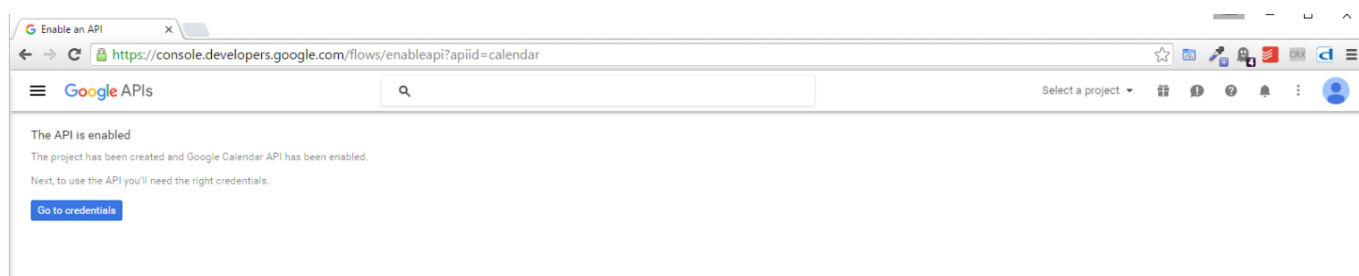 Enable an API
https://console.developers.google.com/flows/enableapi?apiid=calendar
Google APIs
Select a project
The API is enabled
The project has been created and Google Calendar API has been enabled.
Next, to use the API you'll need the right credentials.
Go to credentials